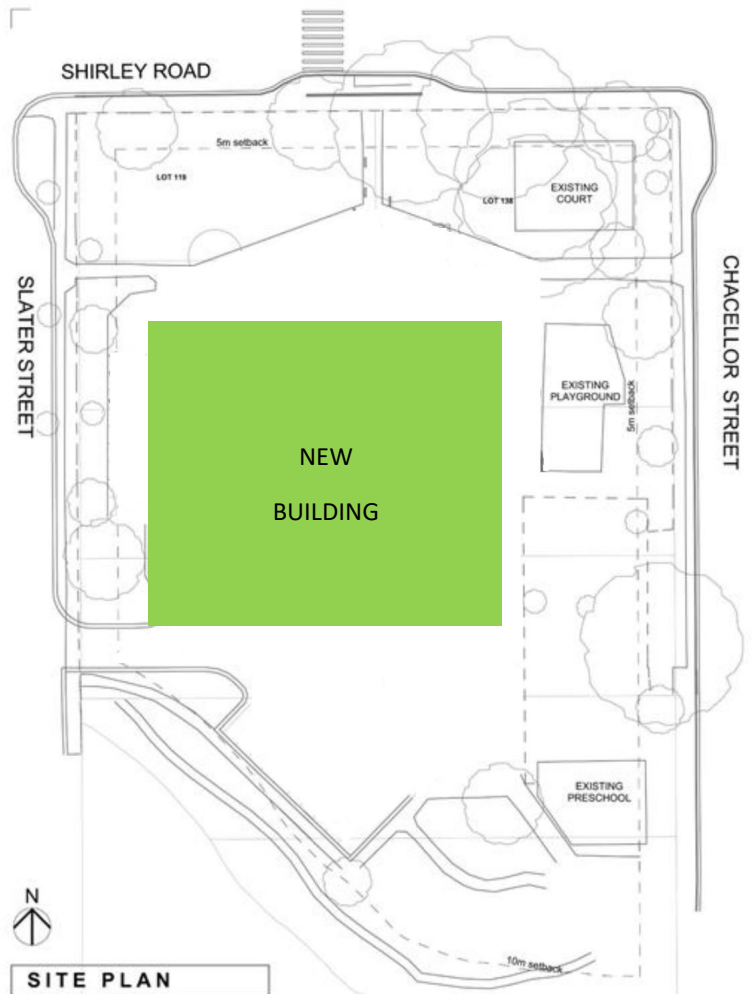 SHIRLEY ROAD
5m setback
LOT 119
LOT 138
EXISTING
COURT
SLATER STREET
CHACELLOR STREET
EXISTING
PLAYGROUND
5m setback
NEW
BUILDING
EXISTING
PRESCHOOL
N
10m setback
SITE PLAN